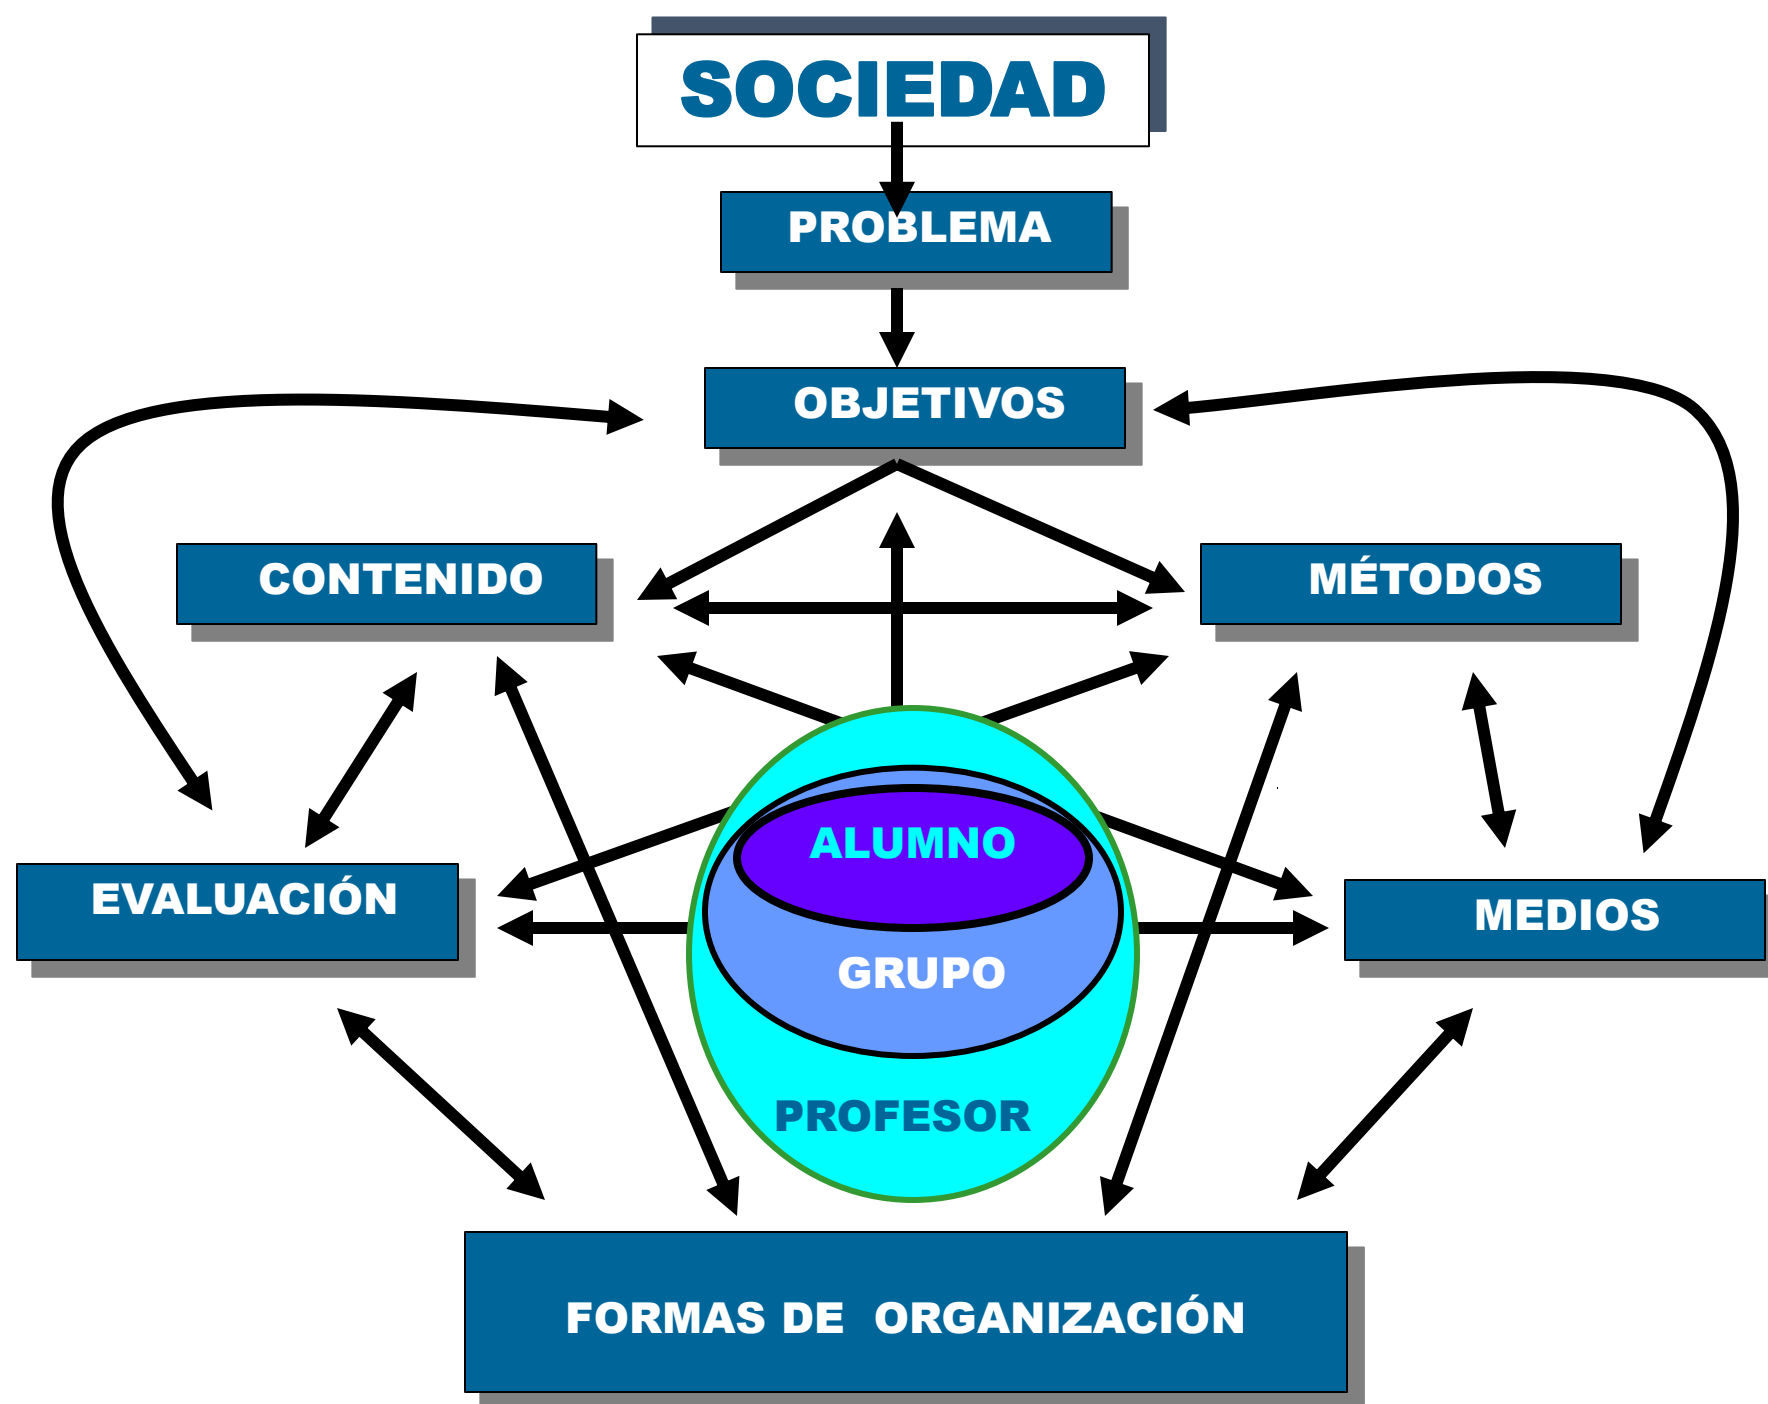 SOCIEDAD
PROBLEMA
OBJETIVOS
CONTENIDO
MÉTODOS
ALUMNO
EVALUACIÓN
MEDIOS
GRUPO
PROFESOR
FORMAS DE ORGANIZACIÓN